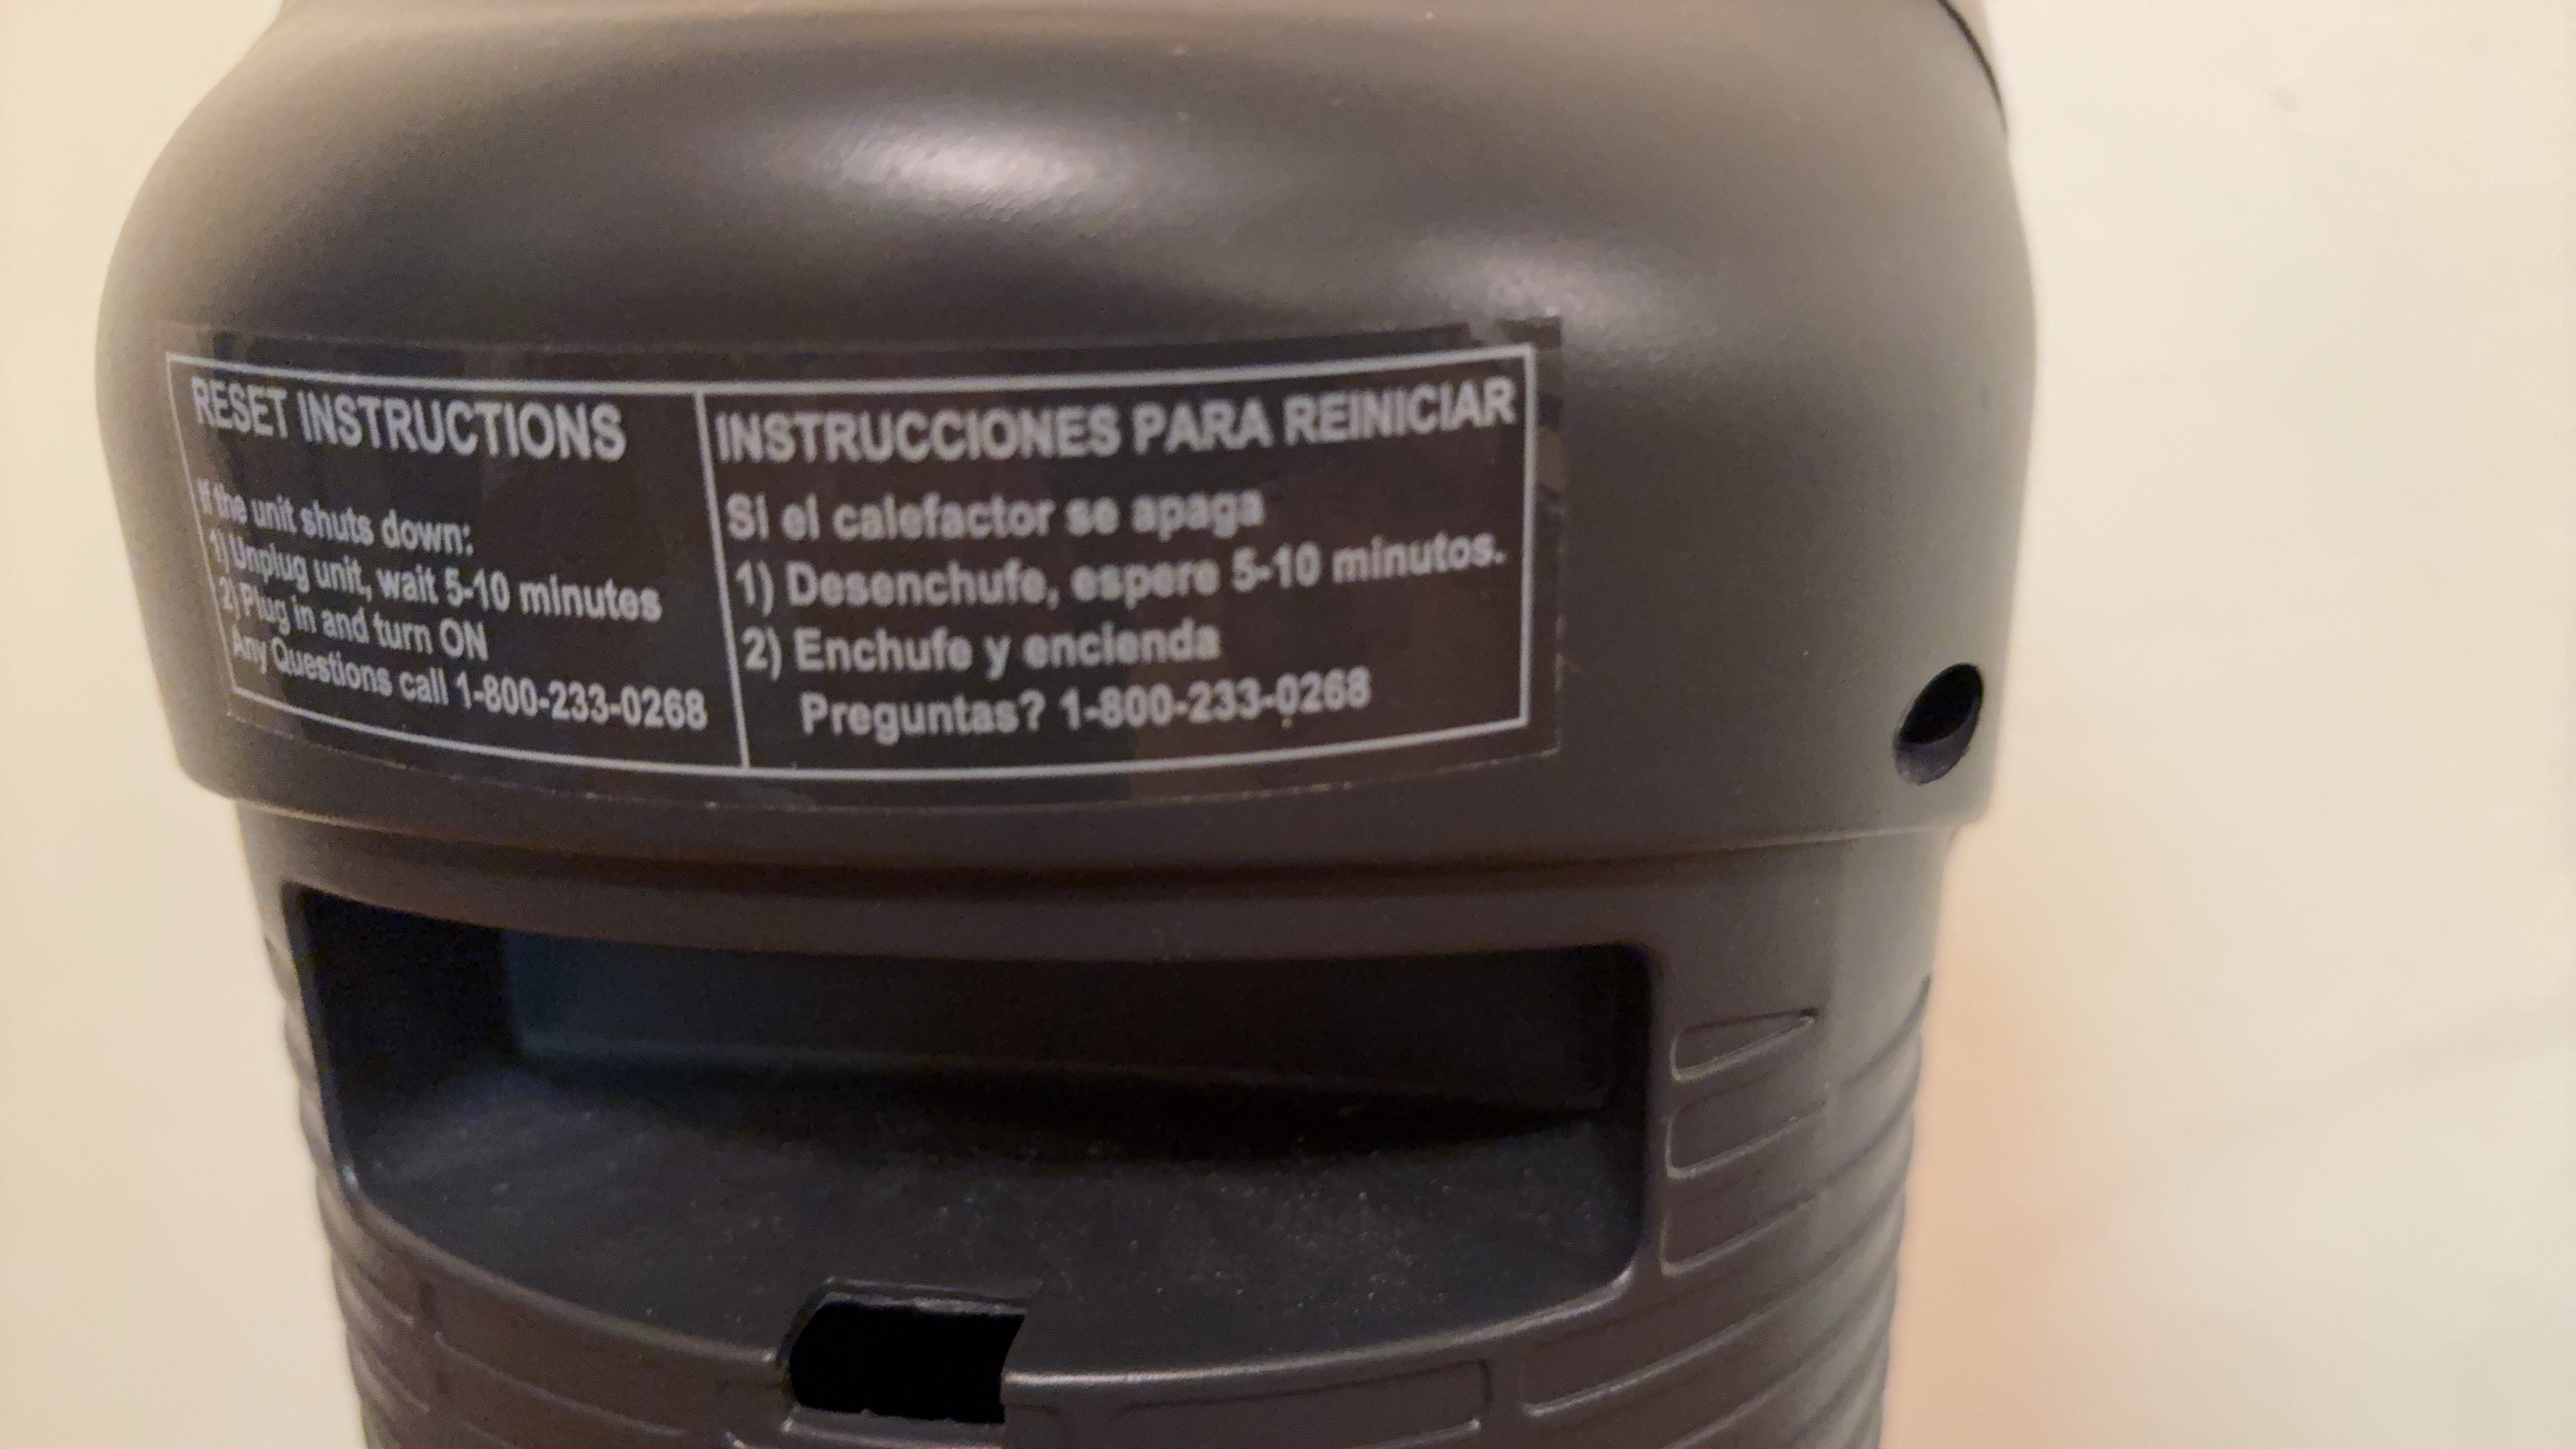 RESET INSTRUCTIONS
If the unit shuts down:
1) Unplug unit, wait 5-10 minutes
2) Plug in and turn ON
Any Questions call 1-800-233-0268
INSTRUCCIONES PARA REINICIAR
Si el calefactor se apaga
1) Desenchufe, espere 5-10 minutos.
2) Enchufe y encienda
Preguntas? 1-800-233-0268